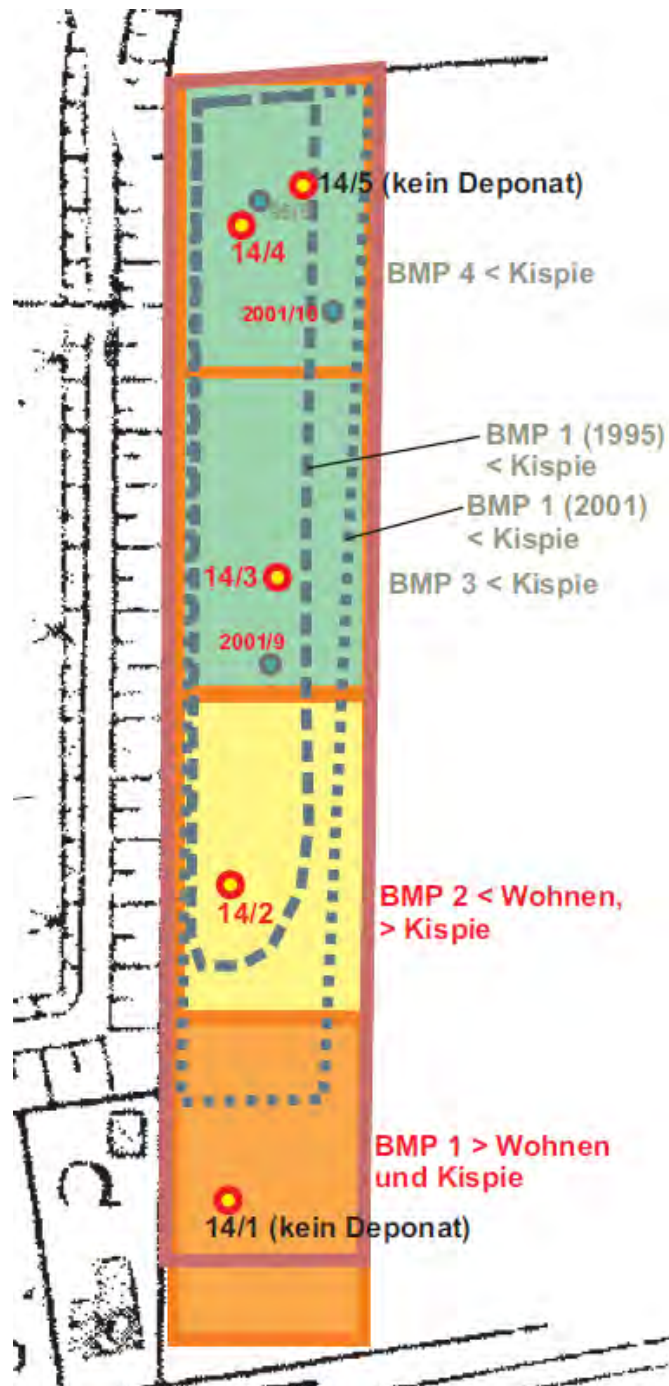 14/5 (kein Deponat)
14/4
BMP 4 < Kispie
2001/10
BMP 1 (1995)
< Kispie
BMP 1 (2001)
< Kispie
14/3
BMP 3 < Kispie
2001/9
14/2
BMP 2 < Wohnen,
> Kispie
BMP 1 > Wohnen
und Kispie
14/1 (kein Deponat)